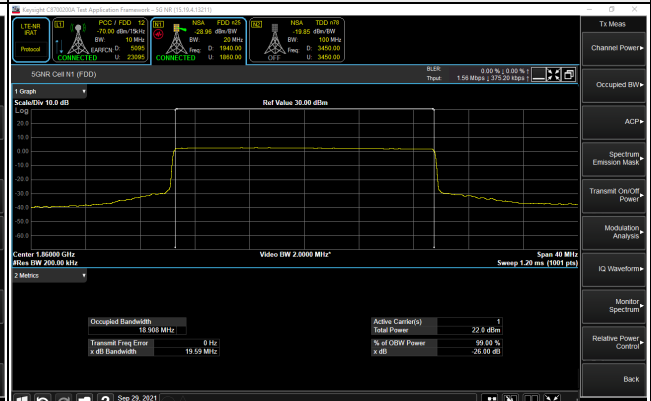 Keysight C8700200A Test Application Framework - 5G NR (15.19.4.13211)
LTE-NR IRAT
Protocol
L1 PCC / FDD 12
-70.00 dBm/15kHz
BW: 10 MHz
EARFCN D: 5095
CONNECTED U: 23095
N1 NSA FDD n25
-28.96 dBm/BW
BW: 20 MHz
Freq: D: 1940.00
CONNECTED U: 1860.00
N2 NSA TDD n78
-19.85 dBm/BW
BW: 100 MHz
Freq: D: 3450.00
OFF U: 3450.00
5GNR Cell N1 (FDD)
BLER: 0.00 % ↓ 0.00 % ↑
Thput: 1.56 Mbps ↓ 375.20 kbps ↑
1 Graph
Scale/Div 10.0 dB
Ref Value 30.00 dBm
Log
20.0
10.0
0.00
-10.0
-20.0
-30.0
-40.0
-50.0
-60.0
Center 1.86000 GHz
Video BW 2.0000 MHz*
Span 40 MHz
#Res BW 200.00 kHz
Sweep 1.20 ms (1001 pts)
2 Metrics
Occupied Bandwidth
18.908 MHz
Transmit Freq Error 0 Hz
x dB Bandwidth 19.59 MHz
Active Carrier(s) 1
Total Power 22.0 dBm
% of OBW Power 99.00 %
x dB -26.00 dB
Sep 29, 2021
Tx Meas
Channel Power
Occupied BW
ACP
Spectrum
Emission Mask
Transmit On/Off
Power
Modulation
Analysis
IQ Waveform
Monitor
Spectrum
Relative Power
Control
Back